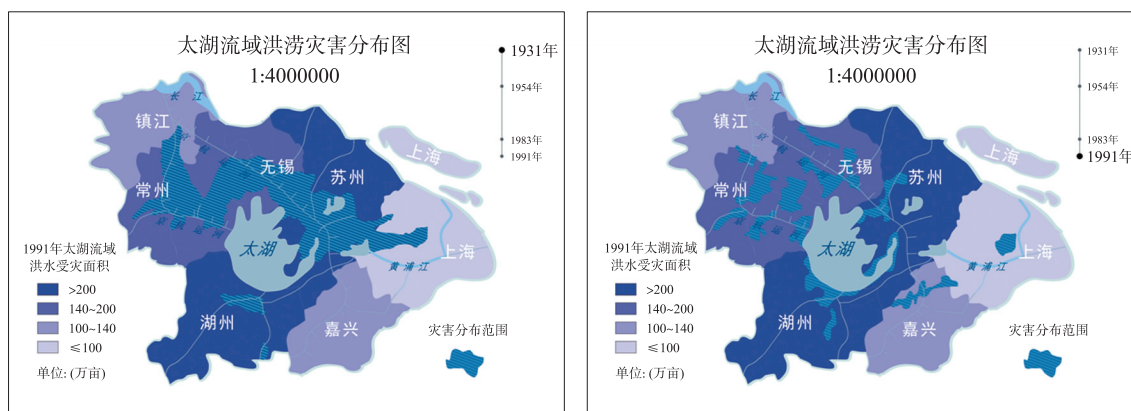 太湖流域洪涝灾害分布图
1:4000000
1931年
1954年
1983年
1991年
长江
镇江
无锡
常州
苏州
上海
太湖
上海
黄浦江
湖州
嘉兴
1991年太湖流域
洪水受灾面积
>200
140~200
100~140
≤100
单位: (万亩)
灾害分布范围
太湖流域洪涝灾害分布图
1:4000000
1931年
1954年
1983年
1991年
长江
镇江
无锡
常州
苏州
上海
太湖
上海
黄浦江
湖州
嘉兴
1991年太湖流域
洪水受灾面积
>200
140~200
100~140
≤100
单位: (万亩)
灾害分布范围